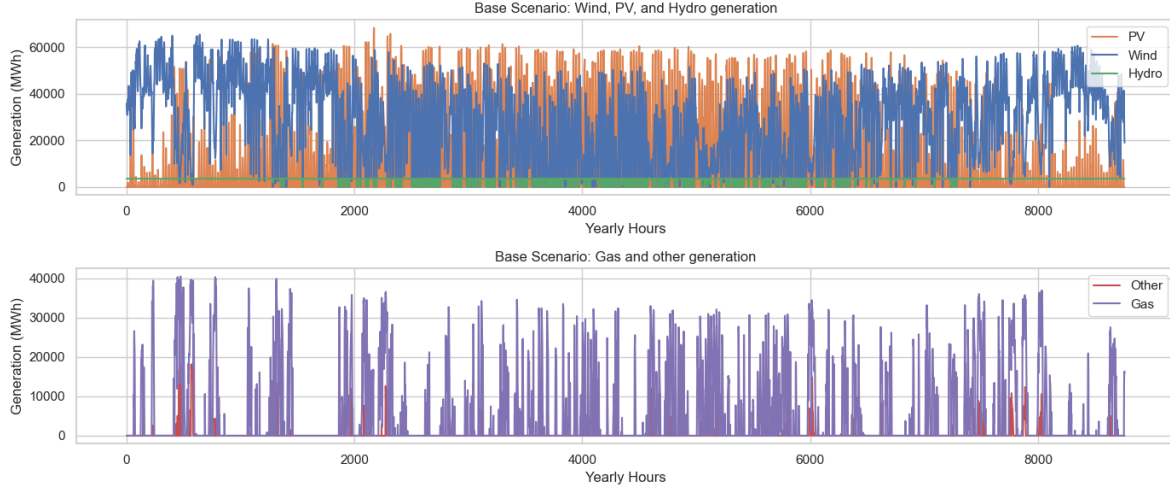 Base Scenario: Wind, PV, and Hydro generation
Generation (MWh)
60000
40000
20000
0
PV
Wind
Hydro
0
2000
4000
6000
8000
Yearly Hours
Base Scenario: Gas and other generation
Generation (MWh)
40000
30000
20000
10000
0
Other
Gas
0
2000
4000
6000
8000
Yearly Hours